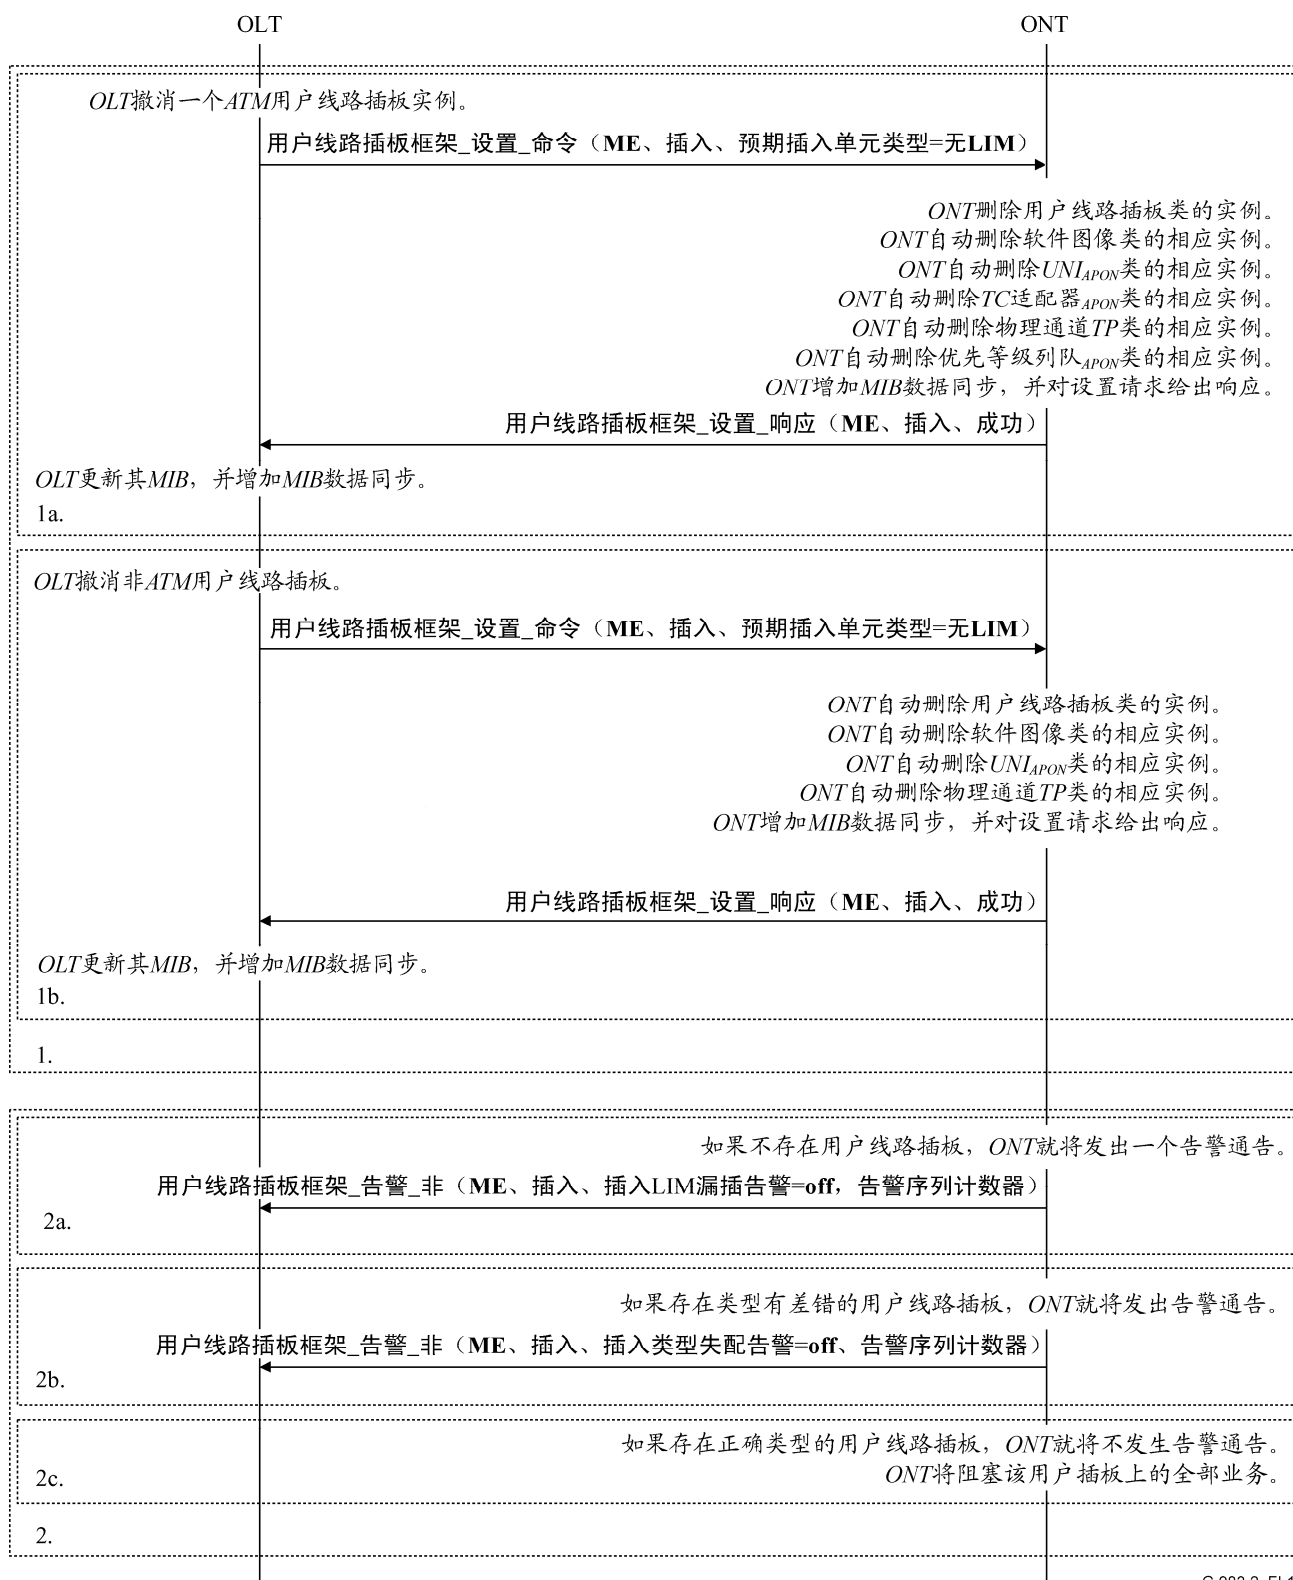 OLT
ONT
OLT撤消一个ATM用户线路插板实例。
用户线路插板框架_设置_命令（ME、插入、预期插入单元类型=无LIM）
ONT删除用户线路插板类的实例。
ONT自动删除软件图像类的相应实例。
ONT自动删除UNIAPON类的相应实例。
ONT自动删除TC适配器APON类的相应实例。
ONT自动删除物理通道TP类的相应实例。
ONT自动删除优先等级列队APON类的相应实例。
ONT增加MIB数据同步，并对设置请求给出响应。
用户线路插板框架_设置_响应（ME、插入、成功）
OLT更新其MIB，并增加MIB数据同步。
1a.
OLT撤消非ATM用户线路插板。
用户线路插板框架_设置_命令（ME、插入、预期插入单元类型=无LIM）
ONT自动删除用户线路插板类的实例。
ONT自动删除软件图像类的相应实例。
ONT自动删除UNIAPON类的相应实例。
ONT自动删除物理通道TP类的相应实例。
ONT增加MIB数据同步，并对设置请求给出响应。
用户线路插板框架_设置_响应（ME、插入、成功）
OLT更新其MIB，并增加MIB数据同步。
1b.
1.
如果不存在用户线路插板，ONT就将发出一个告警通告。
用户线路插板框架_告警_非（ME、插入、插入LIM漏插告警=off，告警序列计数器）
2a.
如果存在类型有差错的用户线路插板，ONT就将发出告警通告。
用户线路插板框架_告警_非（ME、插入、插入类型失配告警=off、告警序列计数器）
2b.
如果存在正确类型的用户线路插板，ONT就将不发生告警通告。
ONT将阻塞该用户插板上的全部业务。
2c.
2.